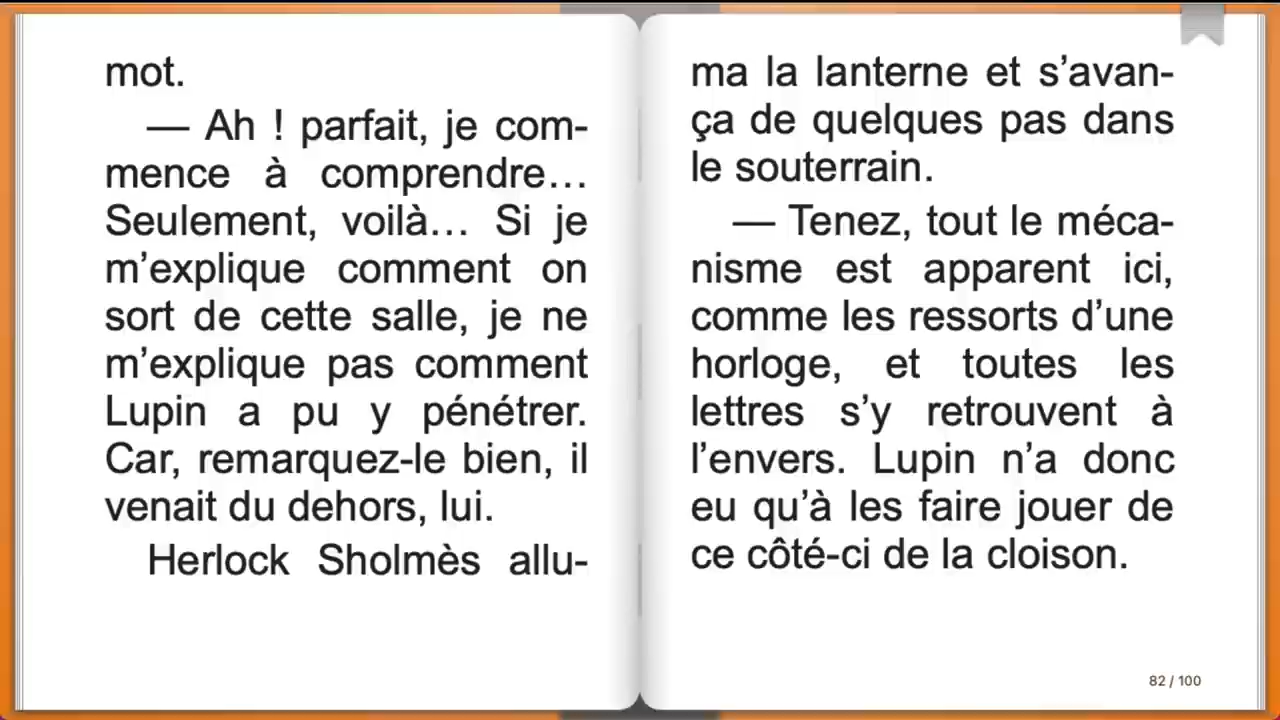 mot.
— Ah ! parfait, je com-
mence à comprendre…
Seulement, voilà… Si je
m’explique comment on
sort de cette salle, je ne
m’explique pas comment
Lupin a pu y pénétrer.
Car, remarquez-le bien, il
venait du dehors, lui.
Herlock Sholmès allu-
ma la lanterne et s’avan-
ça de quelques pas dans
le souterrain.
— Tenez, tout le méca-
nisme est apparent ici,
comme les ressorts d’une
horloge, et toutes les
lettres s’y retrouvent à
l’envers. Lupin n’a donc
eu qu’à les faire jouer de
ce côté-ci de la cloison.
82 / 100